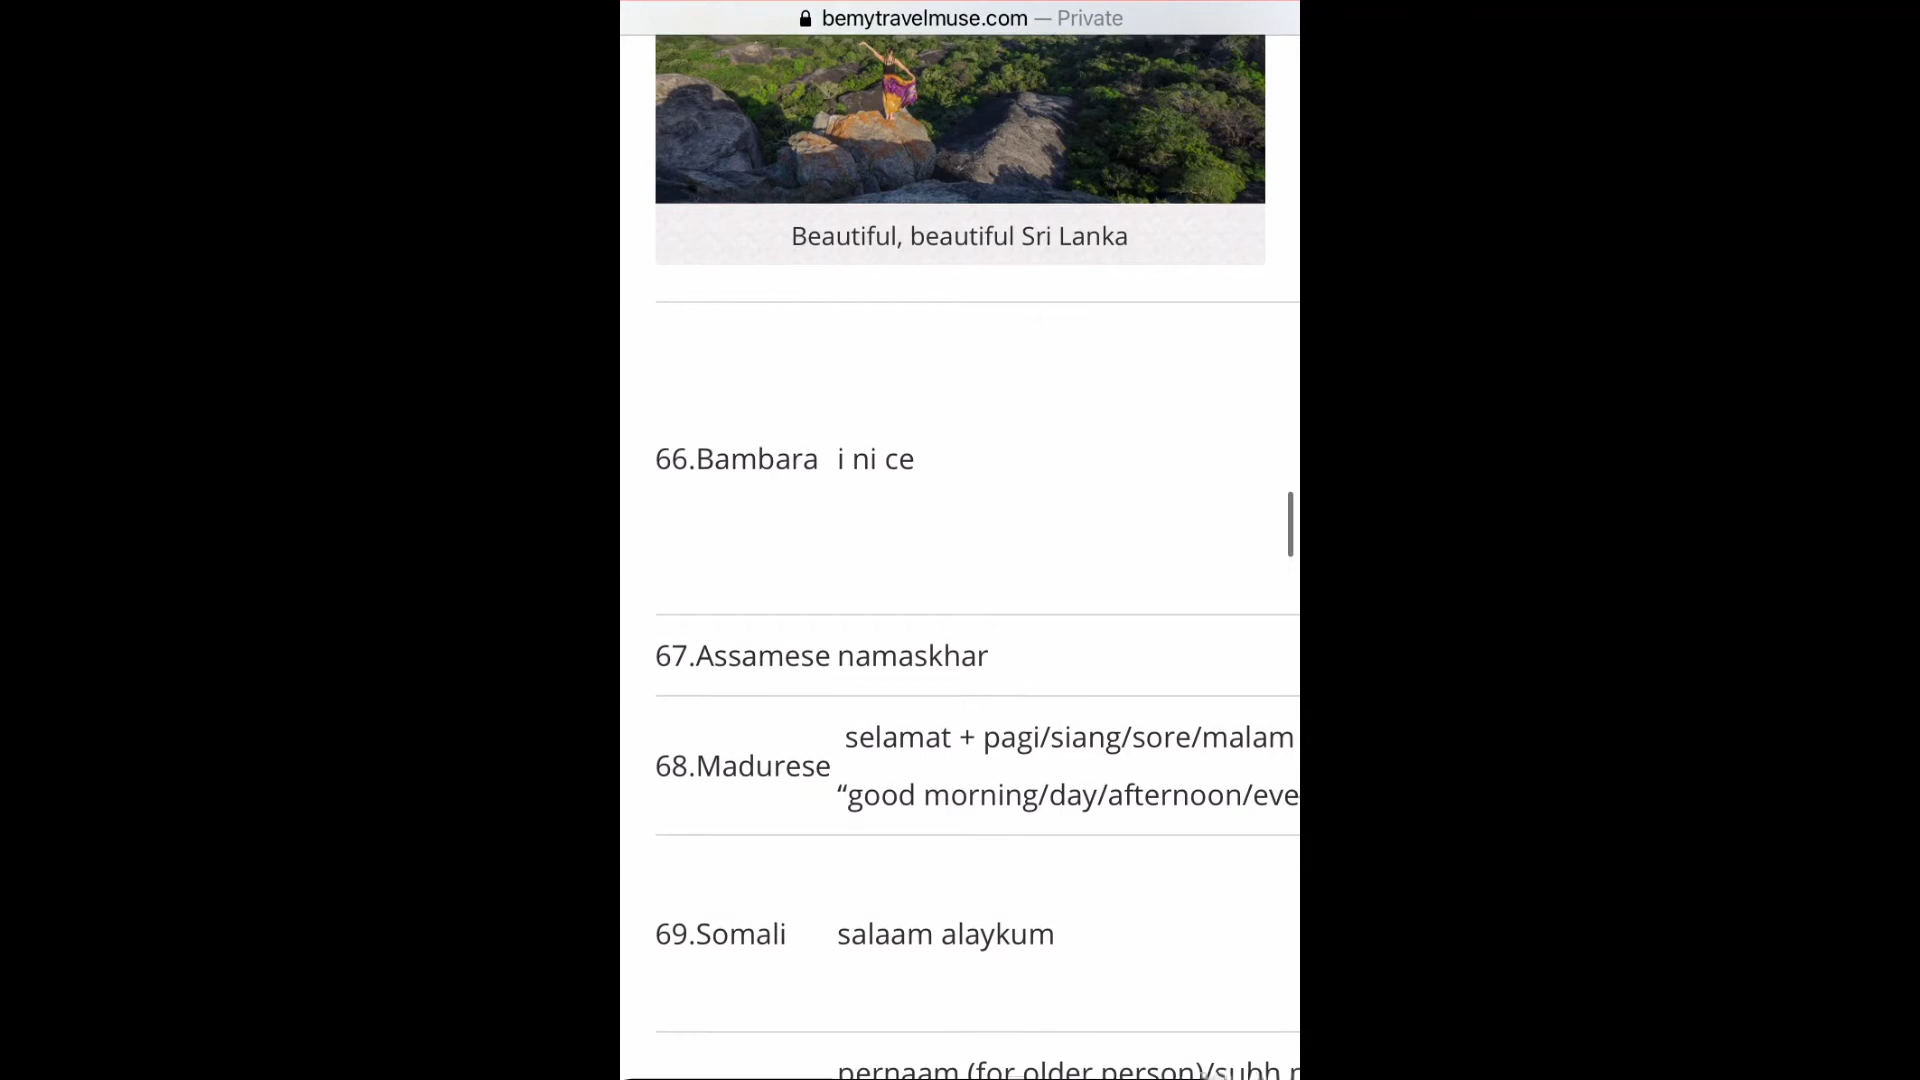 bemytravelmuse.com — Private
Beautiful, beautiful Sri Lanka
66.Bambara i ni ce
67.Assamese namaskhar
selamat + pagi/siang/sore/malam
68.Madurese
“good morning/day/afternoon/eve
69.Somali salaam alaykum
pernaam (for older person)/subh